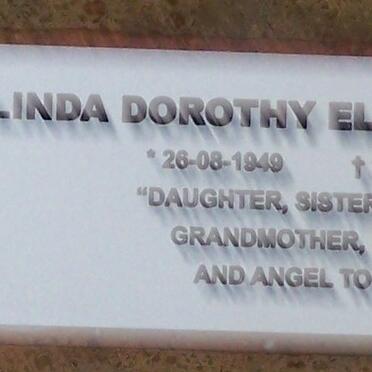 LINDA DOROTHY EL
* 26-08-1949 †
“DAUGHTER, SISTER
GRANDMOTHER,
AND ANGEL TO